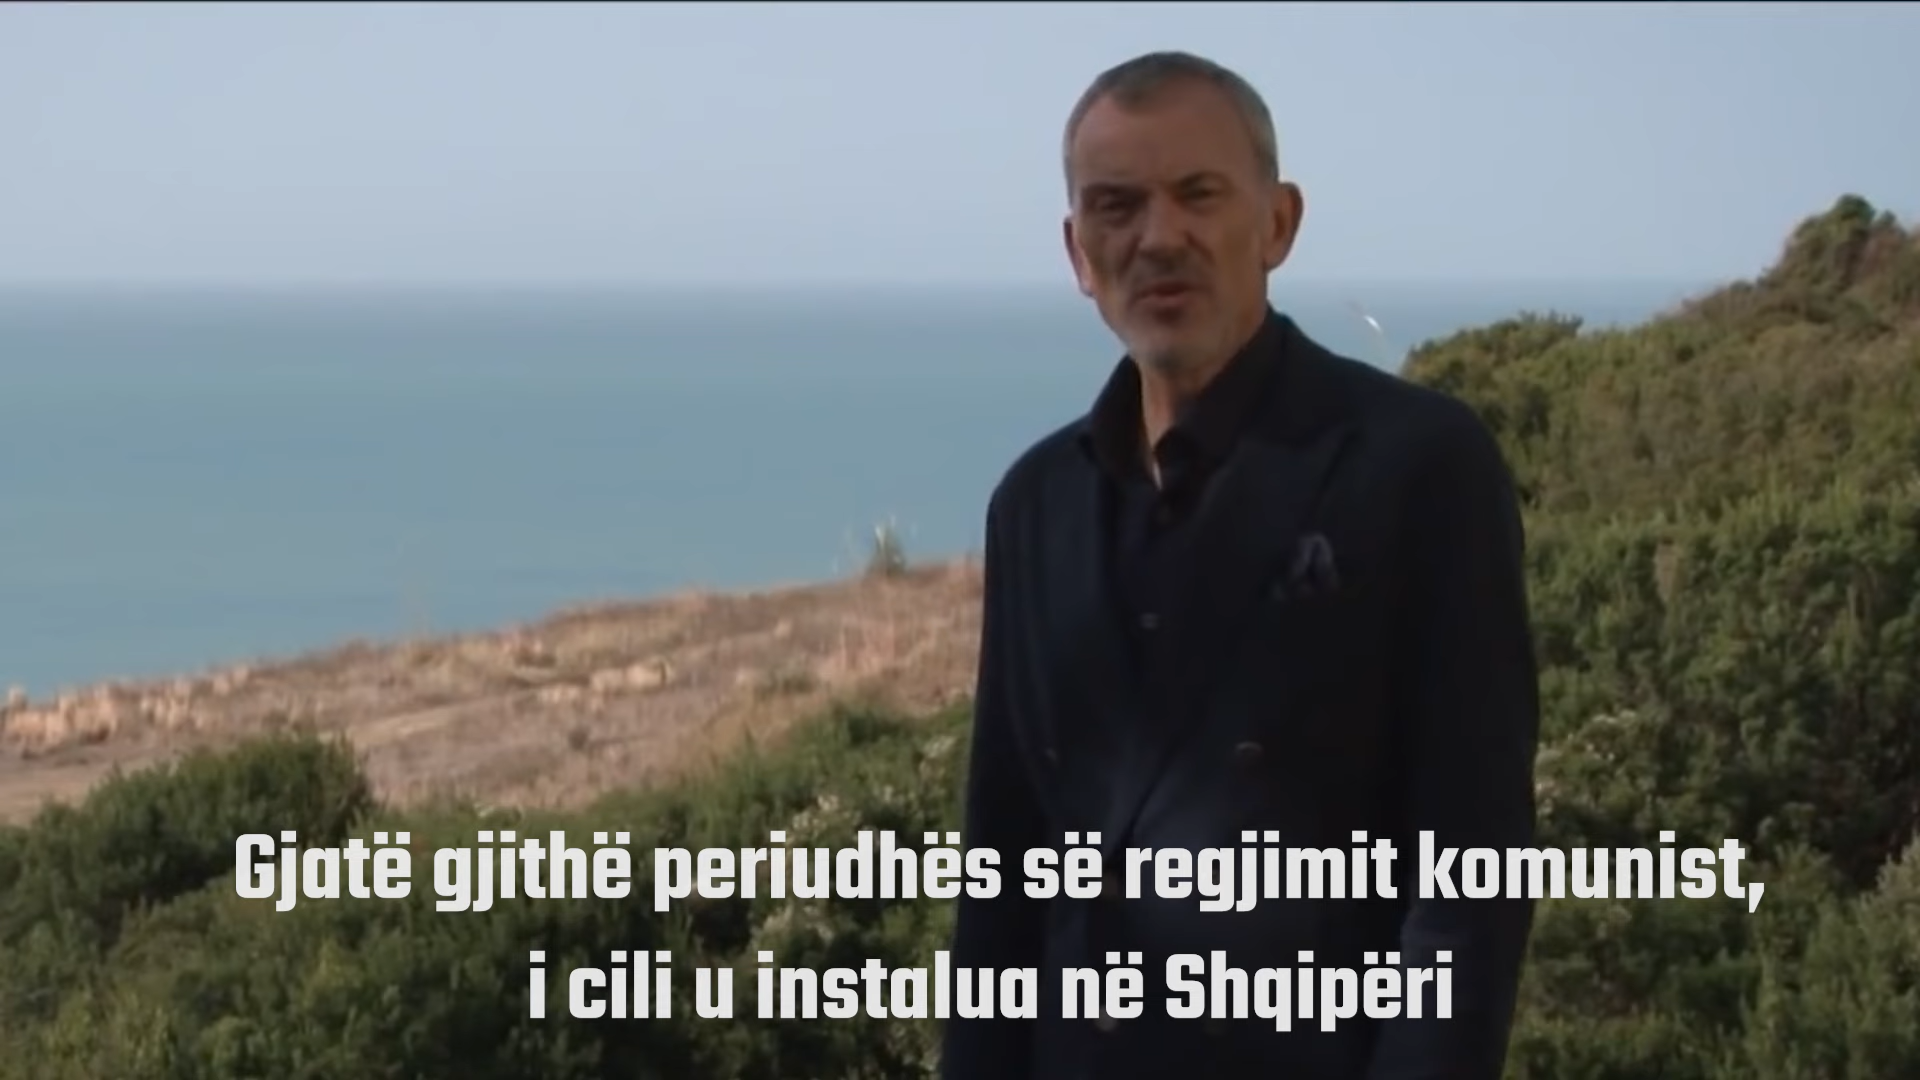 Gjatë gjithë periudhës së regjimit komunist,
i cili u instalua në Shqipëri